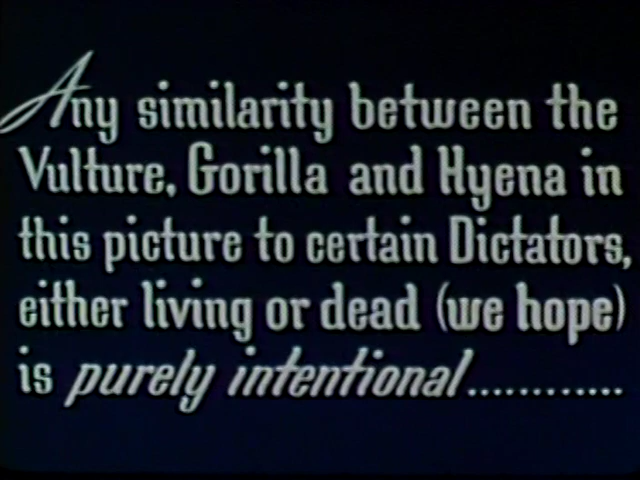 Any similarity between the
Vulture, Gorilla and Hyena in
this picture to certain Dictators,
either living or dead (we hope)
is purely intentional............